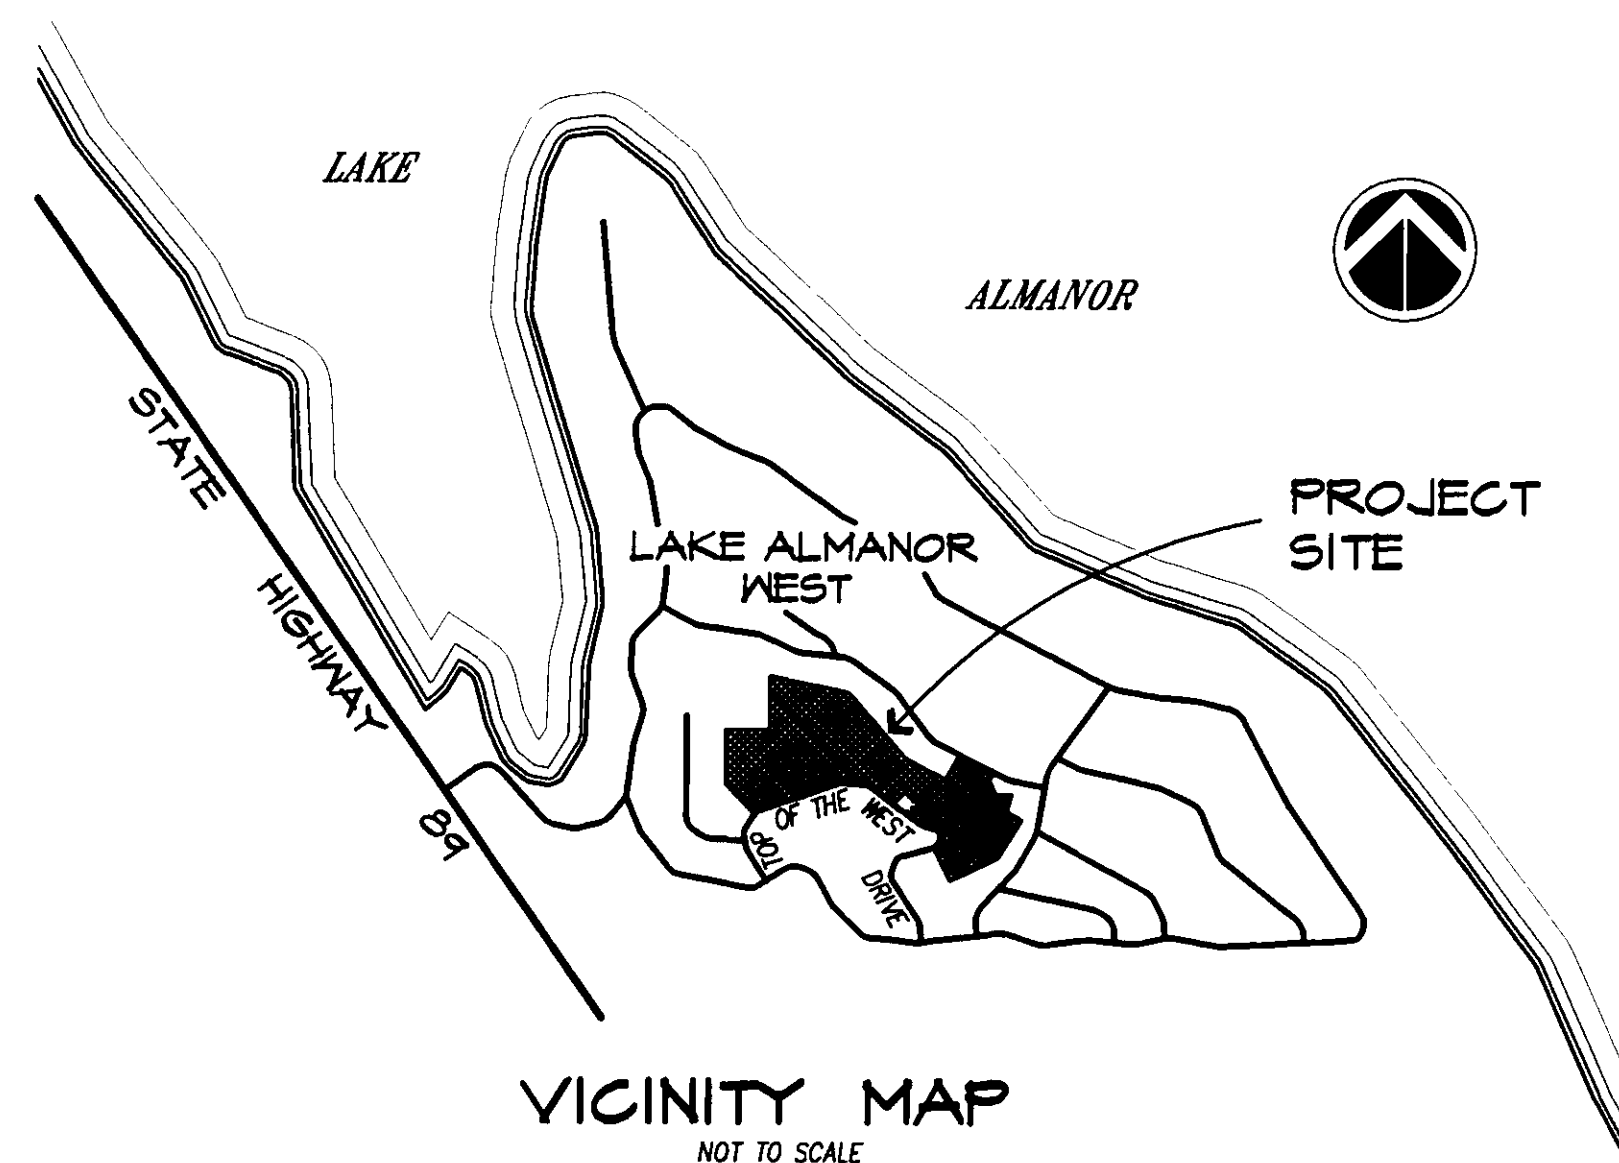 LAKE
ALMANOR
STATE
HIGHWAY
89
PROJECT
SITE
LAKE ALMANOR
WEST
TOP OF THE WEST
DRIVE
VICINITY MAP
NOT TO SCALE